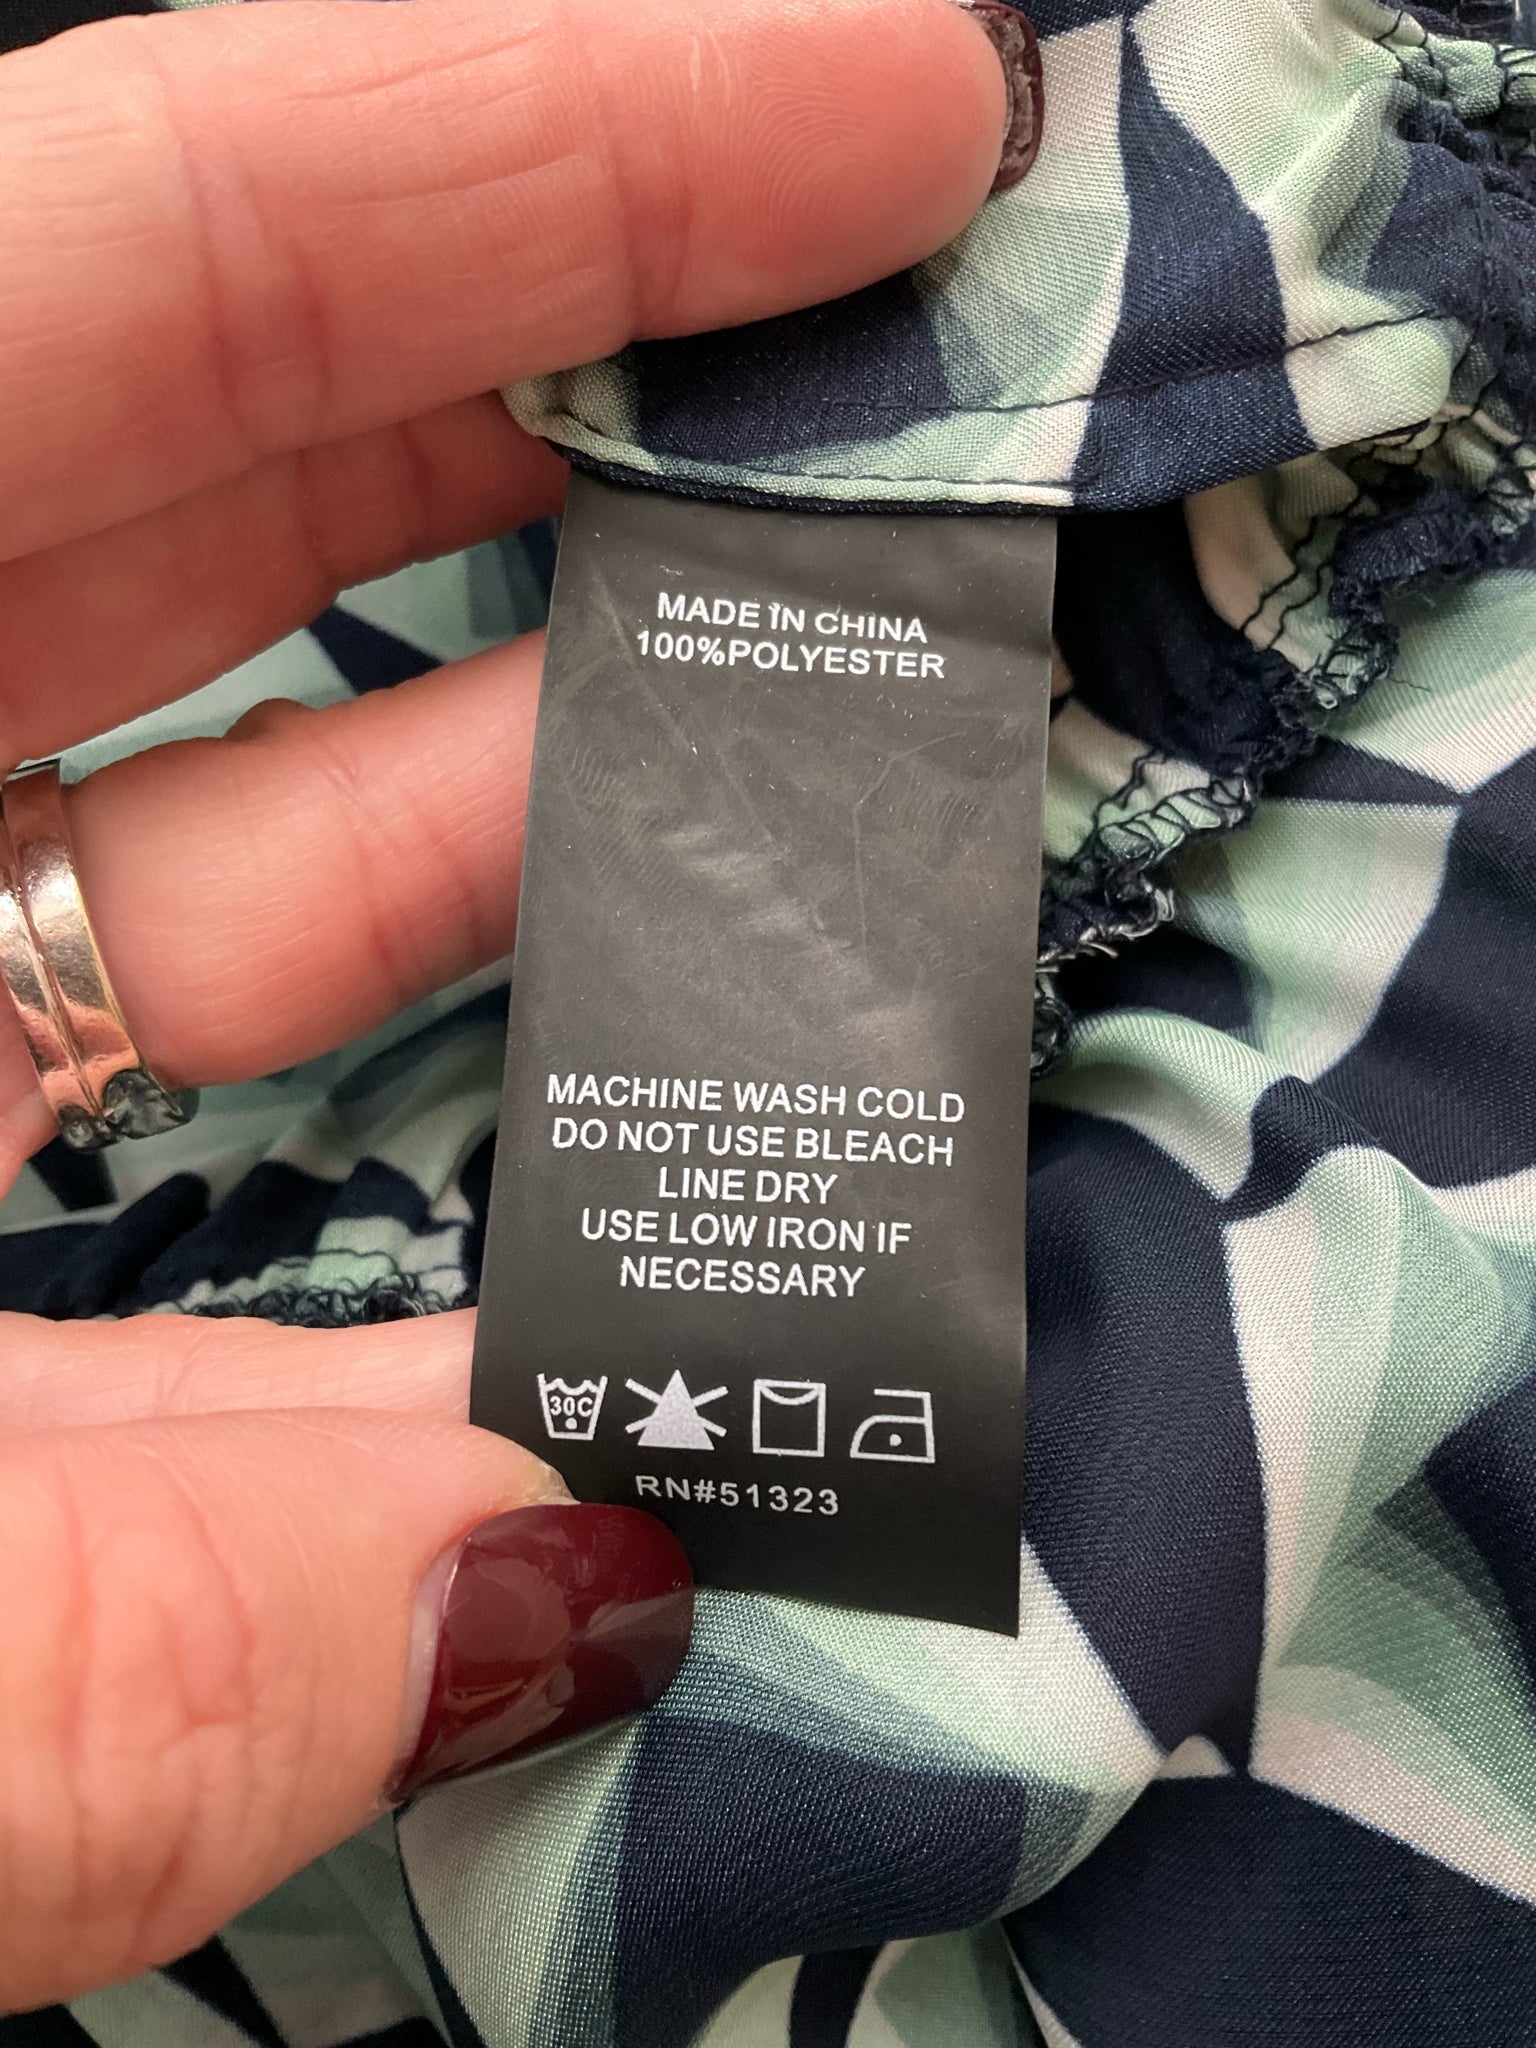 MADE IN CHINA
100%POLYESTER
MACHINE WASH COLD
DO NOT USE BLEACH
LINE DRY
USE LOW IRON IF
NECESSARY
30C
RN#51323